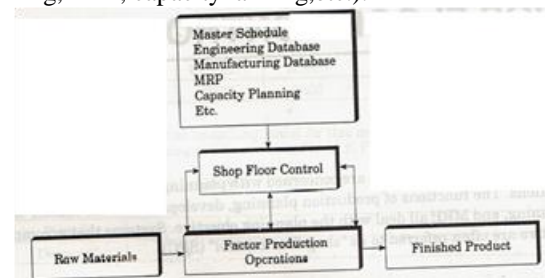 Master Schedule
Engineering Database
Manufacturing Database
MRP
Capacity Planning
Etc.
Shop Floor Control
Raw Materials
Factor Production
Operations
Finished Product